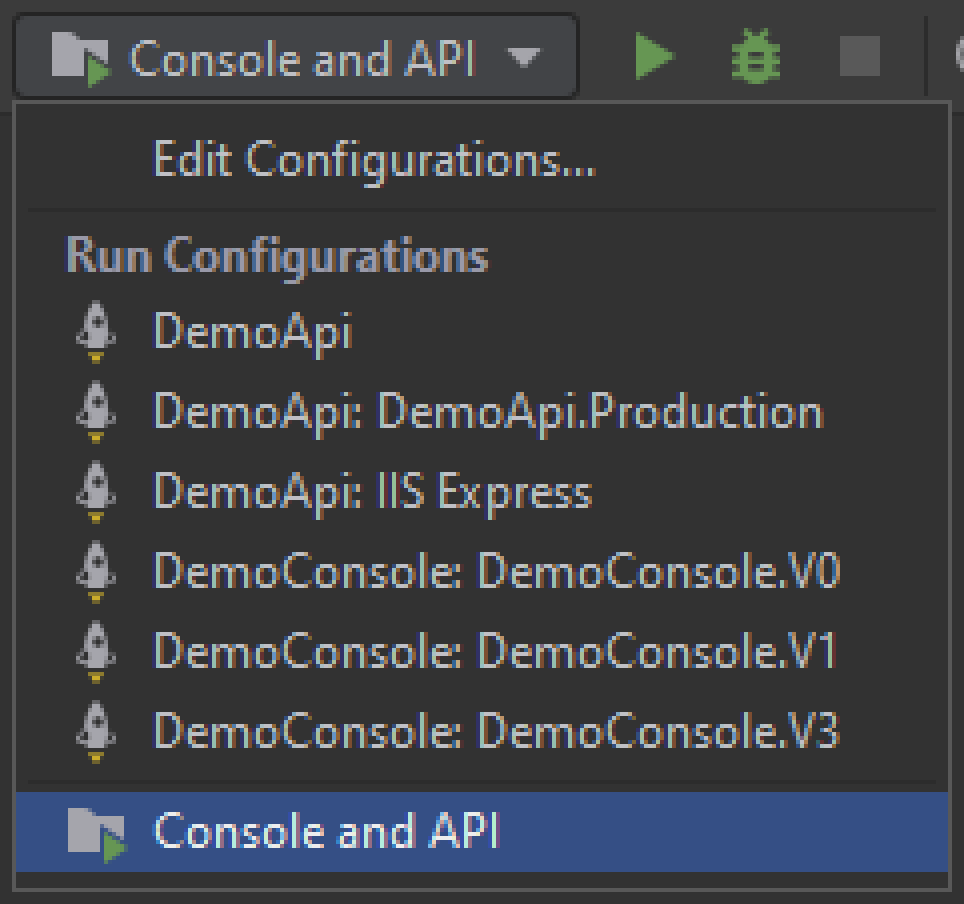 Console and API
Edit Configurations...
Run Configurations
DemoApi
DemoApi: DemoApi.Production
DemoApi: IIS Express
DemoConsole: DemoConsole.V0
DemoConsole: DemoConsole.V1
DemoConsole: DemoConsole.V3
Console and API